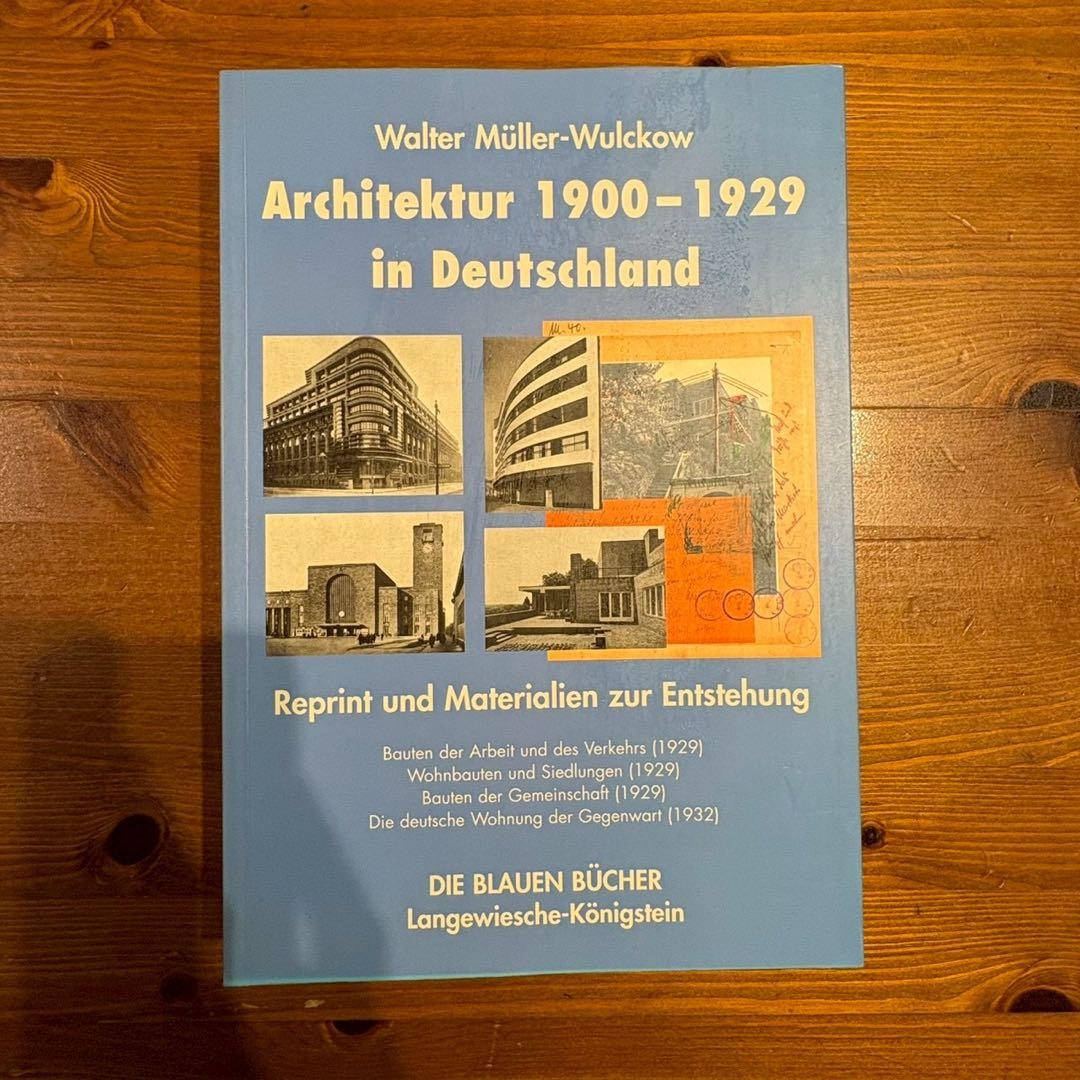 Walter Müller-Wulckow
Architektur 1900–1929
in Deutschland
M. 40.
Reprint und Materialien zur Entstehung
Bauten der Arbeit und des Verkehrs (1929)
Wohnbauten und Siedlungen (1929)
Bauten der Gemeinschaft (1929)
Die deutsche Wohnung der Gegenwart (1932)
DIE BLAUEN BÜCHER
Langewiesche-Königstein